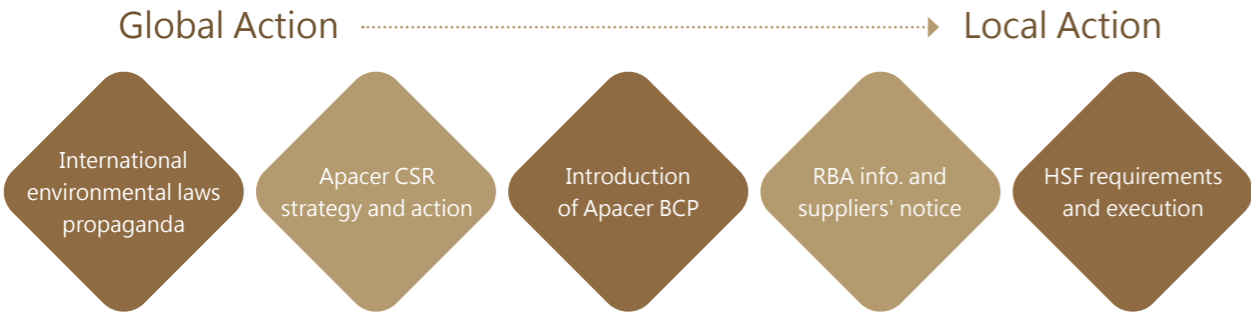 Global Action
Local Action
International
environmental laws
propaganda
Apacer CSR
strategy and action
Introduction
of Apacer BCP
RBA info. and
suppliers' notice
HSF requirements
and execution